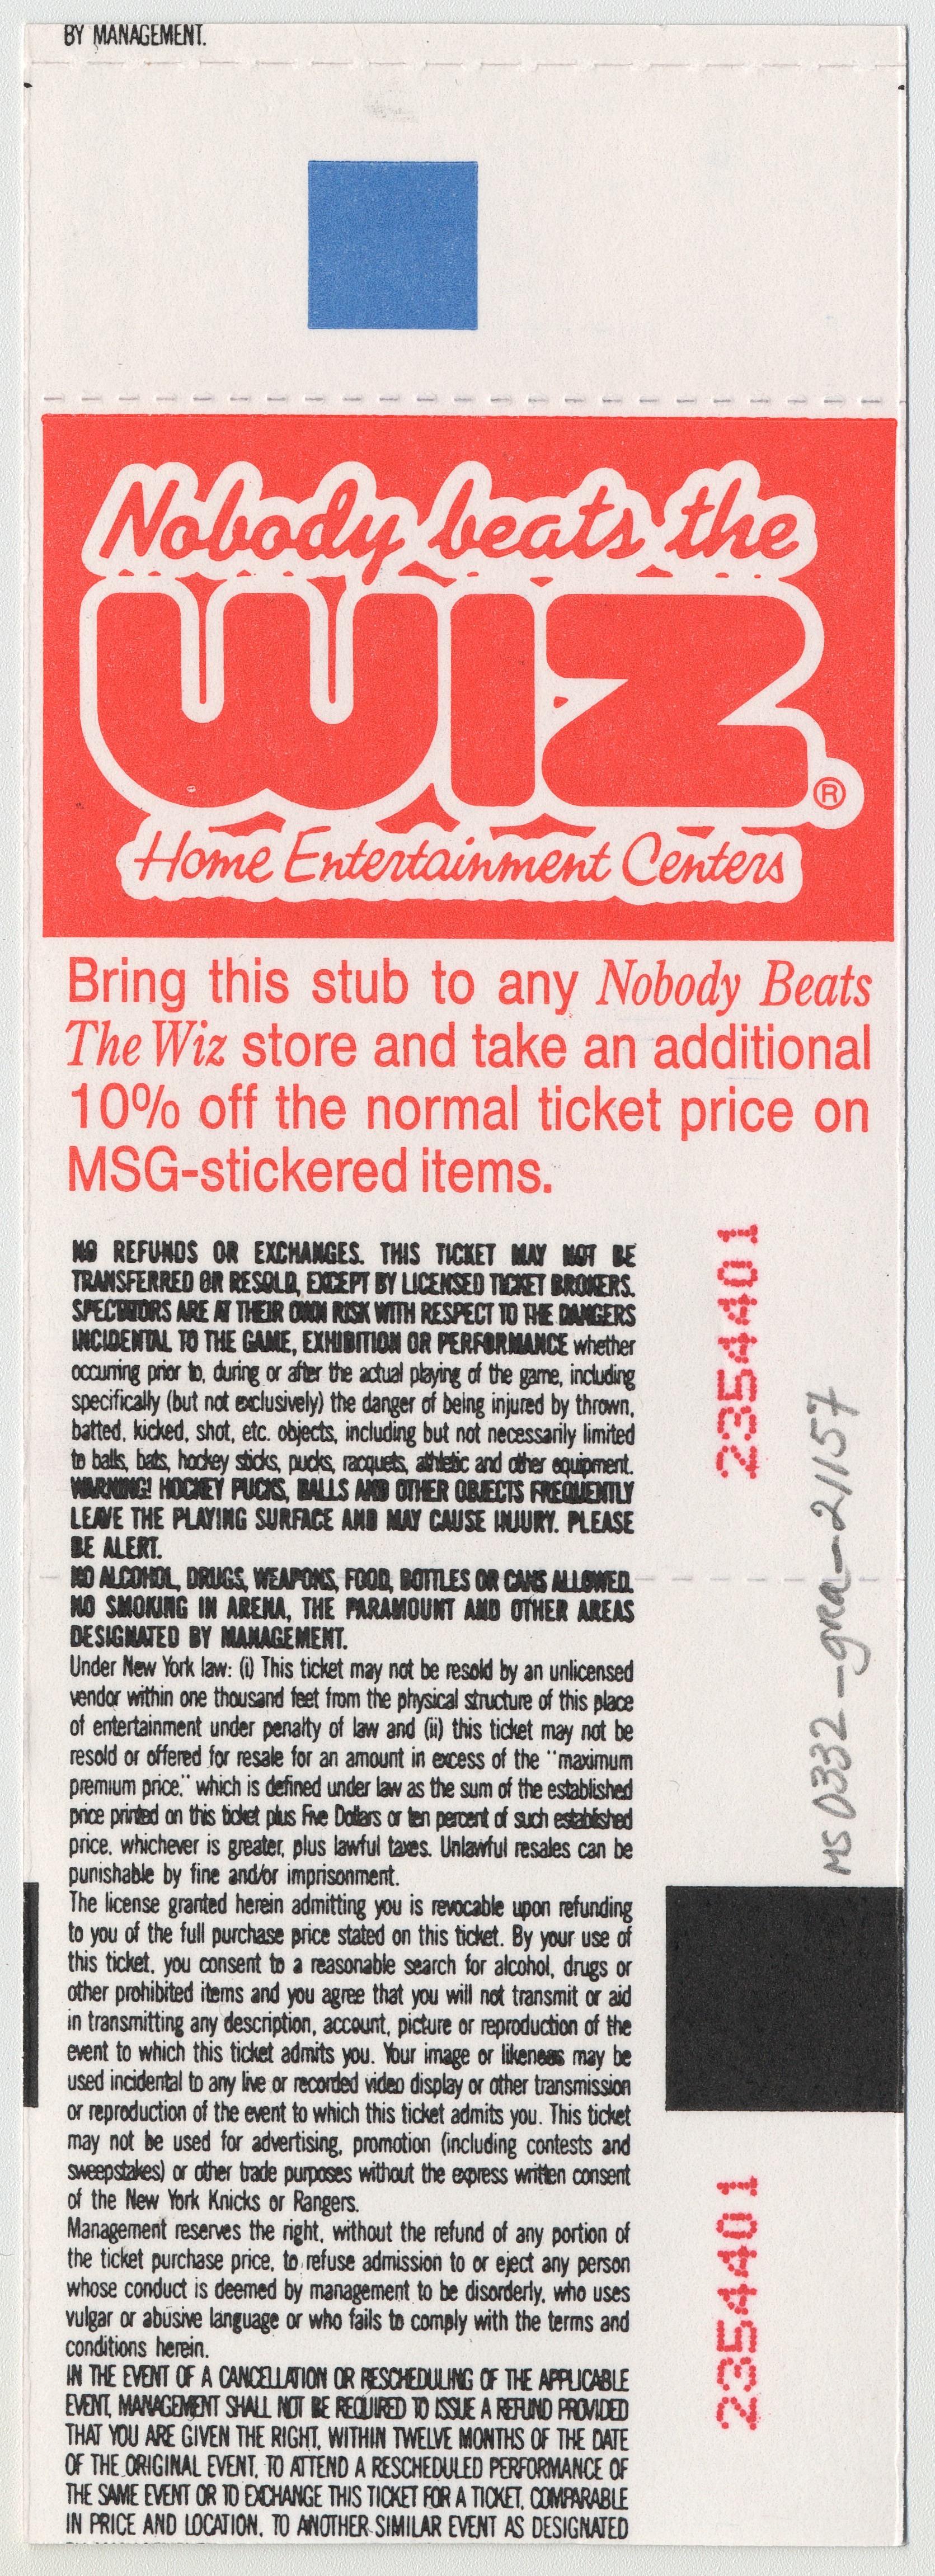 BY MANAGEMENT.
Nobody beats the
WIZ®
Home Entertainment Centers
Bring this stub to any Nobody Beats
The Wiz store and take an additional
10% off the normal ticket price on
MSG-stickered items.
NO REFUNDS OR EXCHANGES. THIS TICKET MAY NOT BE
TRANSFERRED OR RESOLD, EXCEPT BY LICENSED TICKET BROKERS.
SPECTATORS ARE AT THEIR OWN RISK WITH RESPECT TO THE DANGERS
INCIDENTAL TO THE GAME, EXHIBITION OR PERFORMANCE whether
occurring prior to, during or after the actual playing of the game, including
specifically (but not exclusively) the danger of being injured by thrown,
batted, kicked, shot, etc. objects, including but not necessarily limited
to balls, bats, hockey sticks, pucks, racquets, athletic and other equipment.
WARNING! HOCKEY PUCKS, BALLS AND OTHER OBJECTS FREQUENTLY
LEAVE THE PLAYING SURFACE AND MAY CAUSE INJURY. PLEASE
BE ALERT.
NO ALCOHOL, DRUGS, WEAPONS, FOOD, BOTTLES OR CANS ALLOWED.
NO SMOKING IN ARENA, THE PARAMOUNT AND OTHER AREAS
DESIGNATED BY MANAGEMENT.
Under New York law: (i) This ticket may not be resold by an unlicensed
vendor within one thousand feet from the physical structure of this place
of entertainment under penalty of law and (ii) this ticket may not be
resold or offered for resale for an amount in excess of the "maximum
premium price," which is defined under law as the sum of the established
price printed on this ticket plus Five Dollars or ten percent of such established
price, whichever is greater, plus lawful taxes. Unlawful resales can be
punishable by fine and/or imprisonment.
The license granted herein admitting you is revocable upon refunding
to you of the full purchase price stated on this ticket. By your use of
this ticket, you consent to a reasonable search for alcohol, drugs or
other prohibited items and you agree that you will not transmit or aid
in transmitting any description, account, picture or reproduction of the
event to which this ticket admits you. Your image or likeness may be
used incidental to any live or recorded video display or other transmission
or reproduction of the event to which this ticket admits you. This ticket
may not be used for advertising, promotion (including contests and
sweepstakes) or other trade purposes without the express written consent
of the New York Knicks or Rangers.
Management reserves the right, without the refund of any portion of
the ticket purchase price, to refuse admission to or eject any person
whose conduct is deemed by management to be disorderly, who uses
vulgar or abusive language or who fails to comply with the terms and
conditions herein.
IN THE EVENT OF A CANCELLATION OR RESCHEDULING OF THE APPLICABLE
EVENT, MANAGEMENT SHALL NOT BE REQUIRED TO ISSUE A REFUND PROVIDED
THAT YOU ARE GIVEN THE RIGHT, WITHIN TWELVE MONTHS OF THE DATE
OF THE ORIGINAL EVENT, TO ATTEND A RESCHEDULED PERFORMANCE OF
THE SAME EVENT OR TO EXCHANGE THIS TICKET FOR A TICKET, COMPARABLE
IN PRICE AND LOCATION, TO ANOTHER SIMILAR EVENT AS DESIGNATED
2354401
MS 0332-gra-21157
2354401